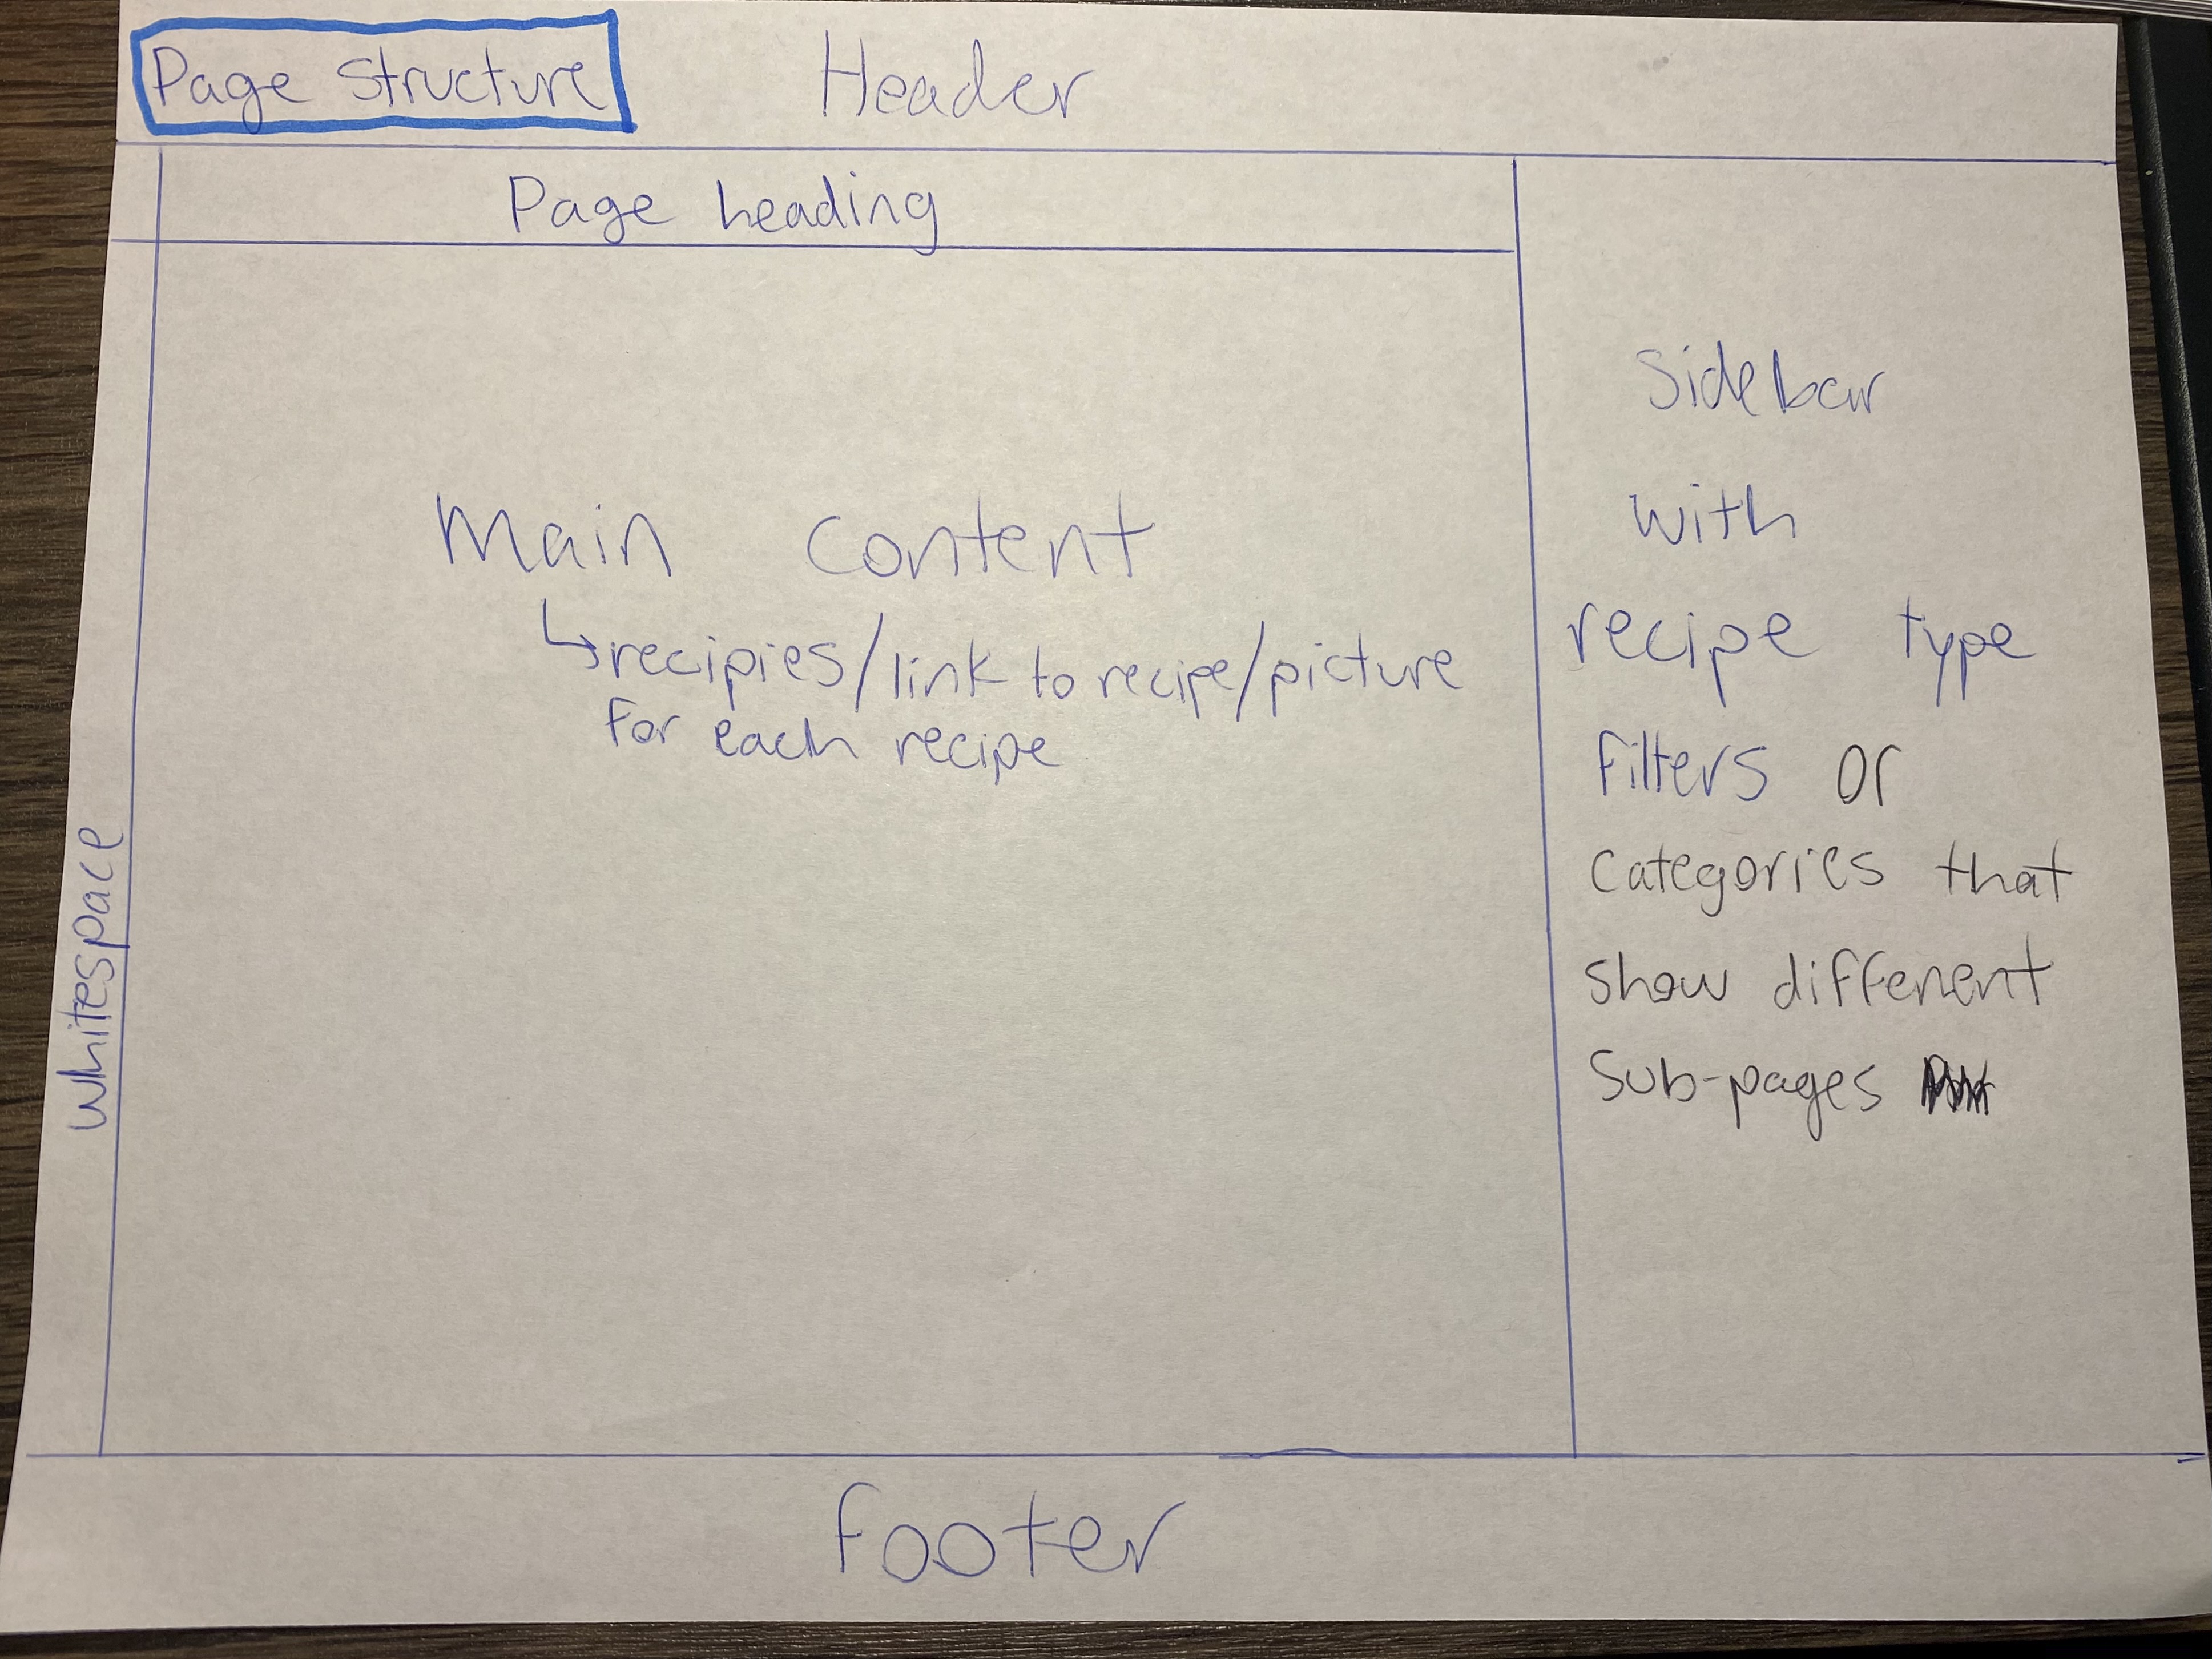 Page Structure
Header
Page heading
Main content
↳recipies/link to recipe/picture
for each recipe
Whitespace
Sidebar
with
recipe type
filters or
categories that
show different
Sub-pages
footer